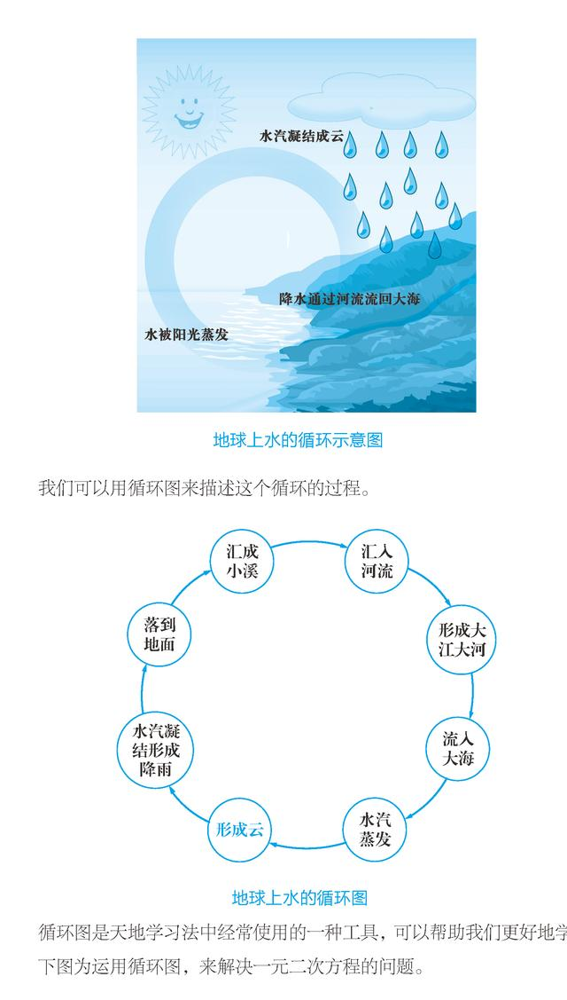 水汽凝结成云
降水通过河流流回大海
水被阳光蒸发
地球上水的循环示意图
我们可以用循环图来描述这个循环的过程。
汇成
小溪
汇入
河流
形成大
江大河
流入
大海
水汽
蒸发
形成云
水汽凝
结形成
降雨
落到
地面
地球上水的循环图
循环图是天地学习法中经常使用的一种工具，可以帮助我们更好地学
下图为运用循环图，来解决一元二次方程的问题。